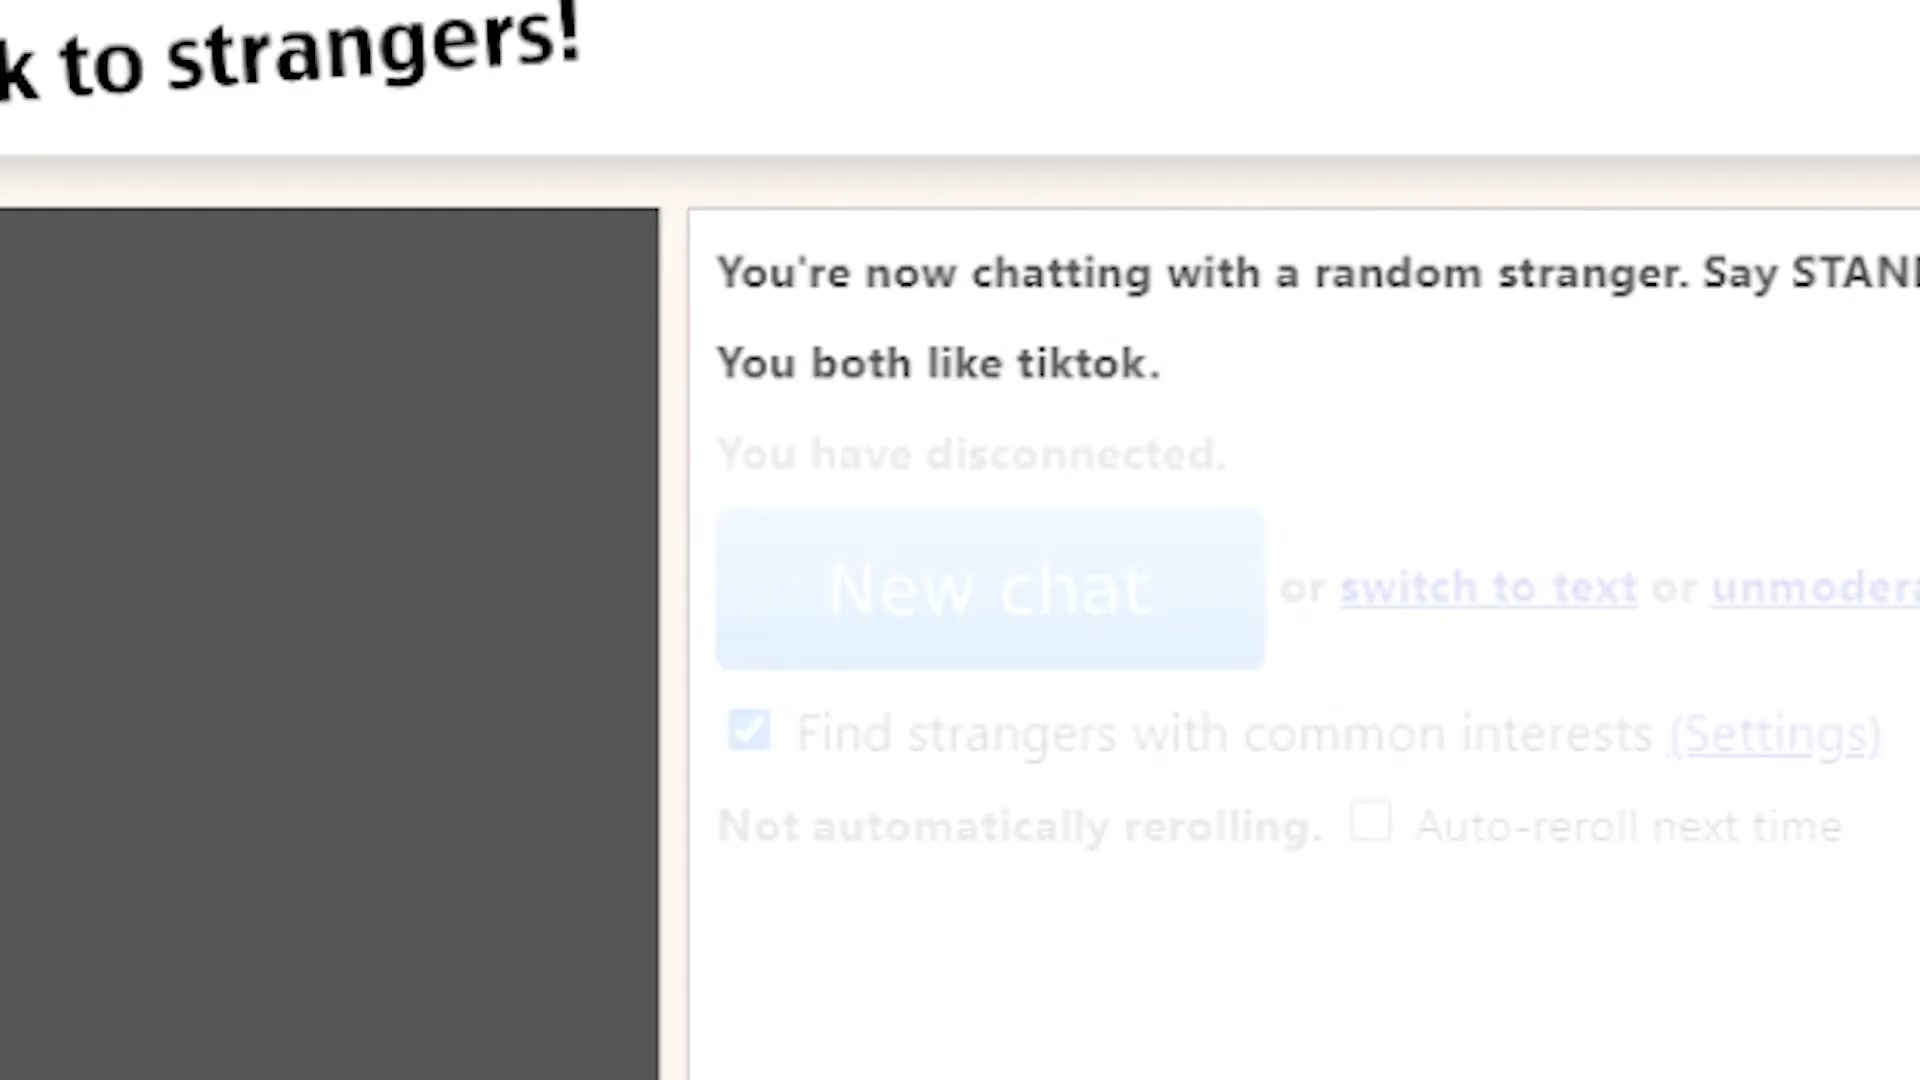 k to strangers!
You're now chatting with a random stranger. Say STAN
You both like tiktok.
You have disconnected.
New chat or switch to text or unmodera
Find strangers with common interests (Settings)
Not automatically rerolling. Auto-reroll next time